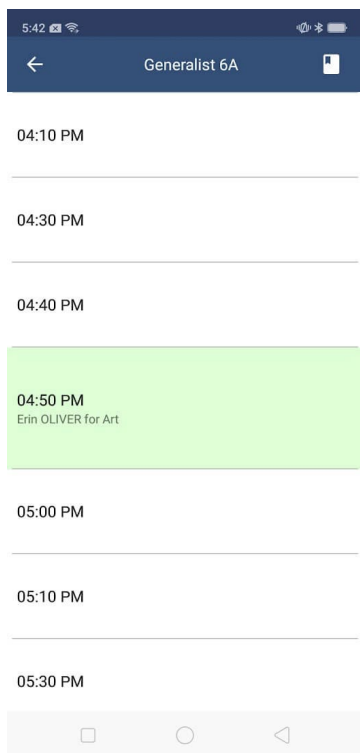 5:42
Generalist 6A
04:10 PM
04:30 PM
04:40 PM
04:50 PM
Erin OLIVER for Art
05:00 PM
05:10 PM
05:30 PM